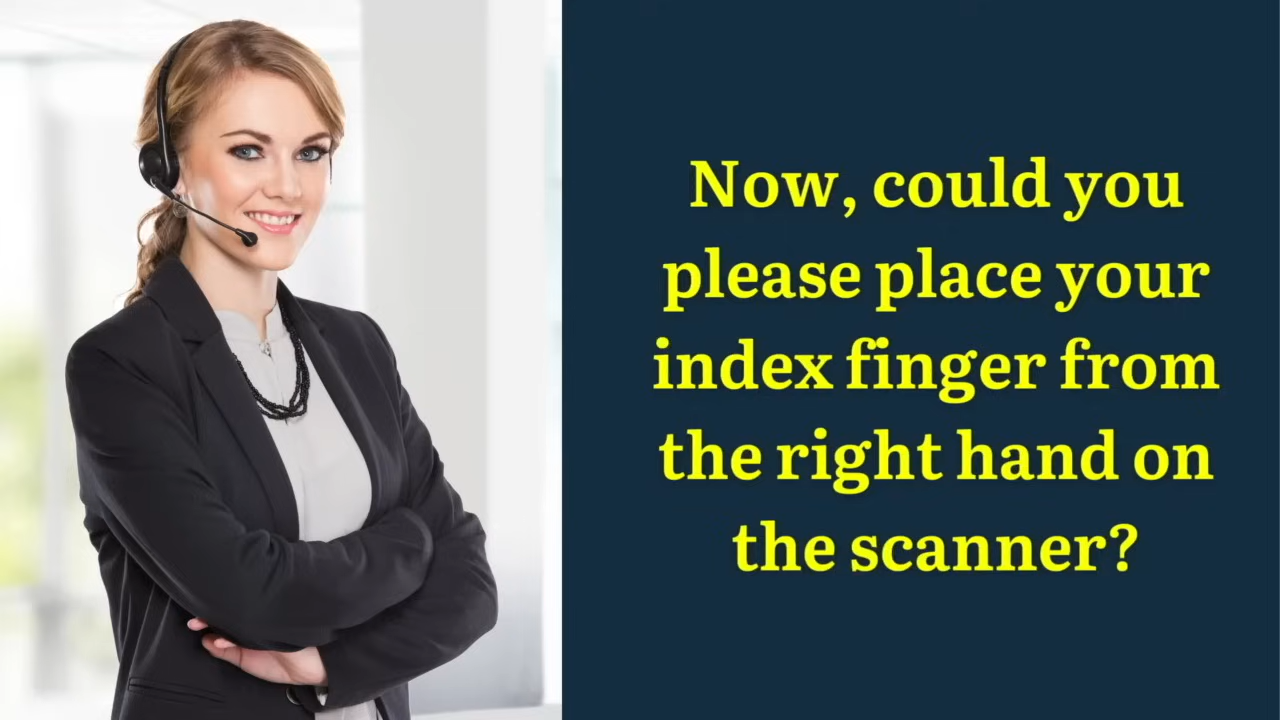 Now, could you
please place your
index finger from
the right hand on
the scanner?